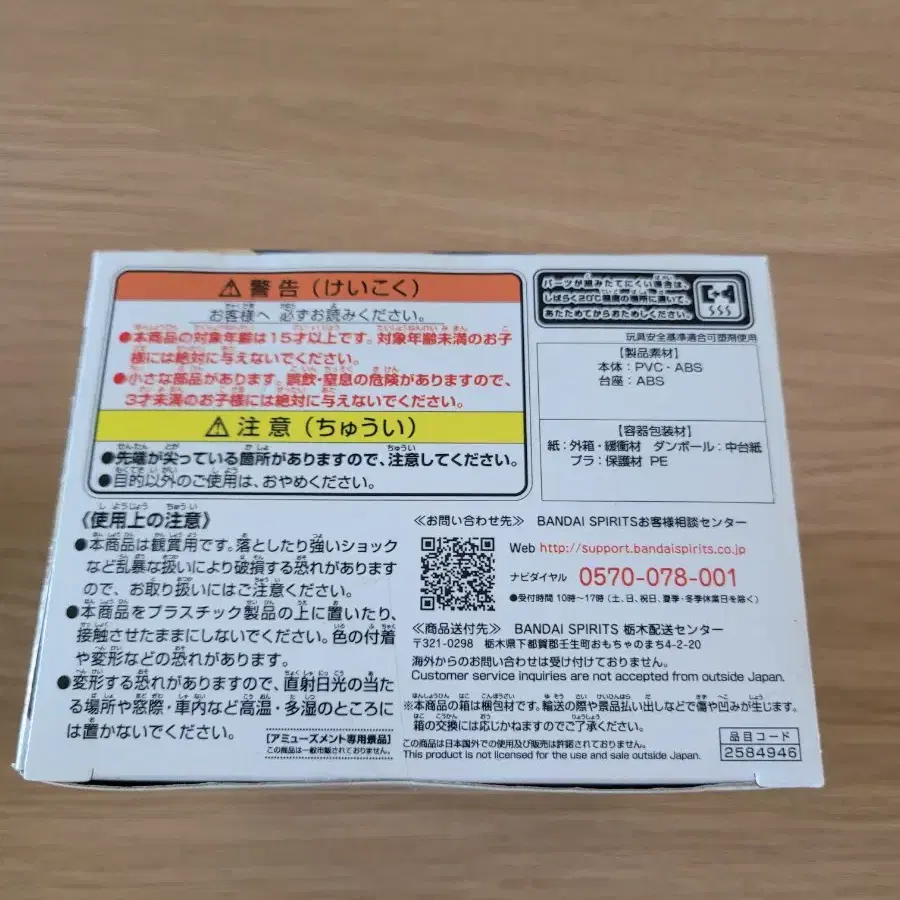 ⚠警告（けいこく）
お客様へ 必ずお読みください。
●本商品の対象年齢は15才以上です。対象年齢未満のお子
様には絶対に与えないでください。
●小さな部品があります。誤飲・窒息の危険がありますので、
3才未満のお子様には絶対に与えないでください。
⚠注意（ちゅうい）
●先端が尖っている箇所がありますので、注意してください。
●目的以外のご使用は、おやめください。
《使用上の注意》
●本商品は観賞用です。落としたり強いショック
など乱暴な扱いにより破損する恐れがあります
ので、お取り扱いにはご注意ください。
●本商品をプラスチック製品の上に置いたり、
接触させたままにしないでください。色の付着
や変形などの恐れがあります。
●変形する恐れがありますので、直射日光の当た
る場所や窓際・車内など高温・多湿のところに
は置かないでください。
【アミューズメント専用景品】
この商品は一般市販されておりません。
パーツが組みたてにくい場合は、
しばらく20℃程度の場所に置いて、
あたためてからおためしください。
玩具安全基準適合可塑剤使用
【製品素材】
本体：PVC・ABS
台座：ABS
【容器包装材】
紙：外箱・緩衝材 ダンボール：中台紙
プラ：保護材 PE
≪お問い合わせ先≫ BANDAI SPIRITSお客様相談センター
Web http://support.bandaispirits.co.jp
ナビダイヤル 0570-078-001
●受付時間 10時〜17時（土、日、祝日、夏季・冬季休業日を除く）
≪商品送付先≫ BANDAI SPIRITS 栃木配送センター
〒321-0298 栃木県下都賀郡壬生町おもちゃのまち4-2-20
海外からのお問い合わせは受け付けておりません。
Customer service inquiries are not accepted from outside Japan.
※本商品の箱は梱包材です。輸送の際や景品払い出しなどで傷や凹みが生じます。
箱の交換には応じかねますのでご了承ください。
この商品は日本国外での使用及び販売は許諾されておりません。
This product is not licensed for the use and sale outside Japan.
品目コード
2584946